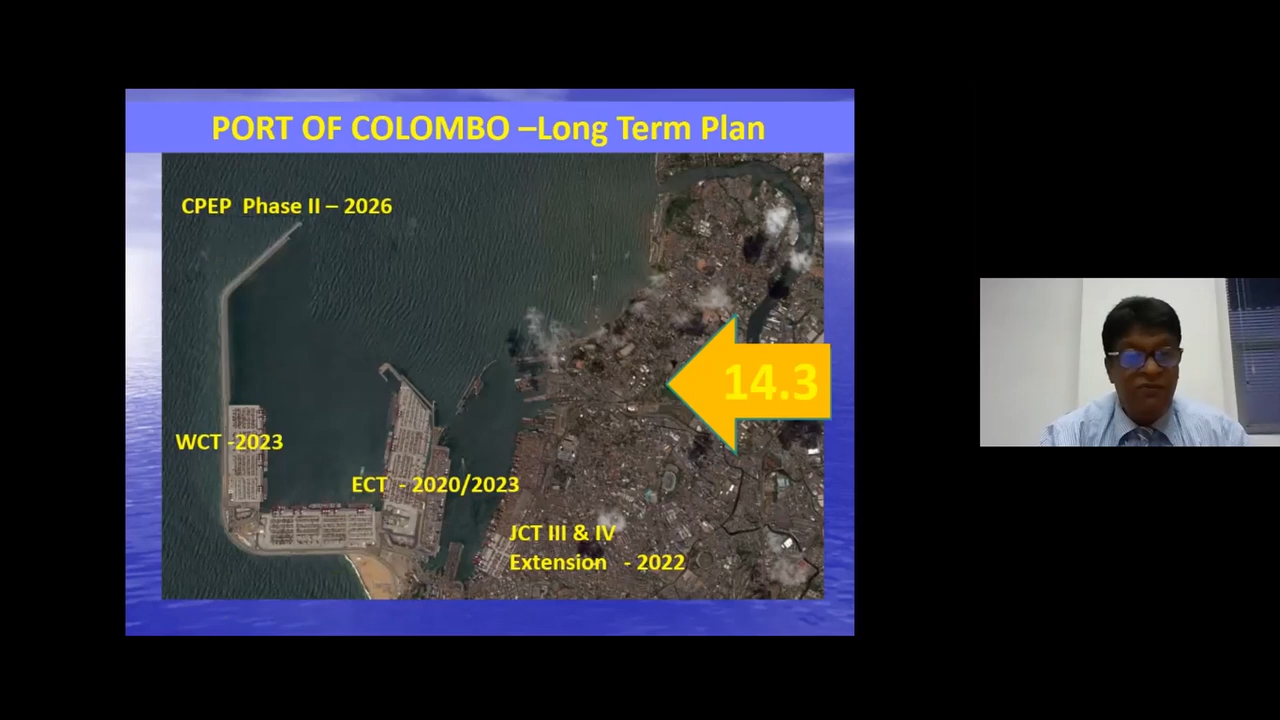 PORT OF COLOMBO –Long Term Plan
CPEP Phase II – 2026
14.3
WCT -2023
ECT - 2020/2023
JCT III & IV
Extension - 2022